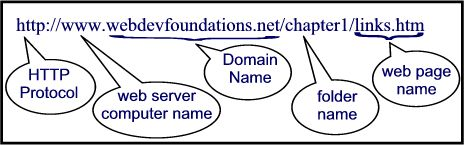 http://www.webdevfoundations.net/chapter1/links.htm
HTTP
Protocol
web server
computer name
Domain
Name
folder
name
web page
name